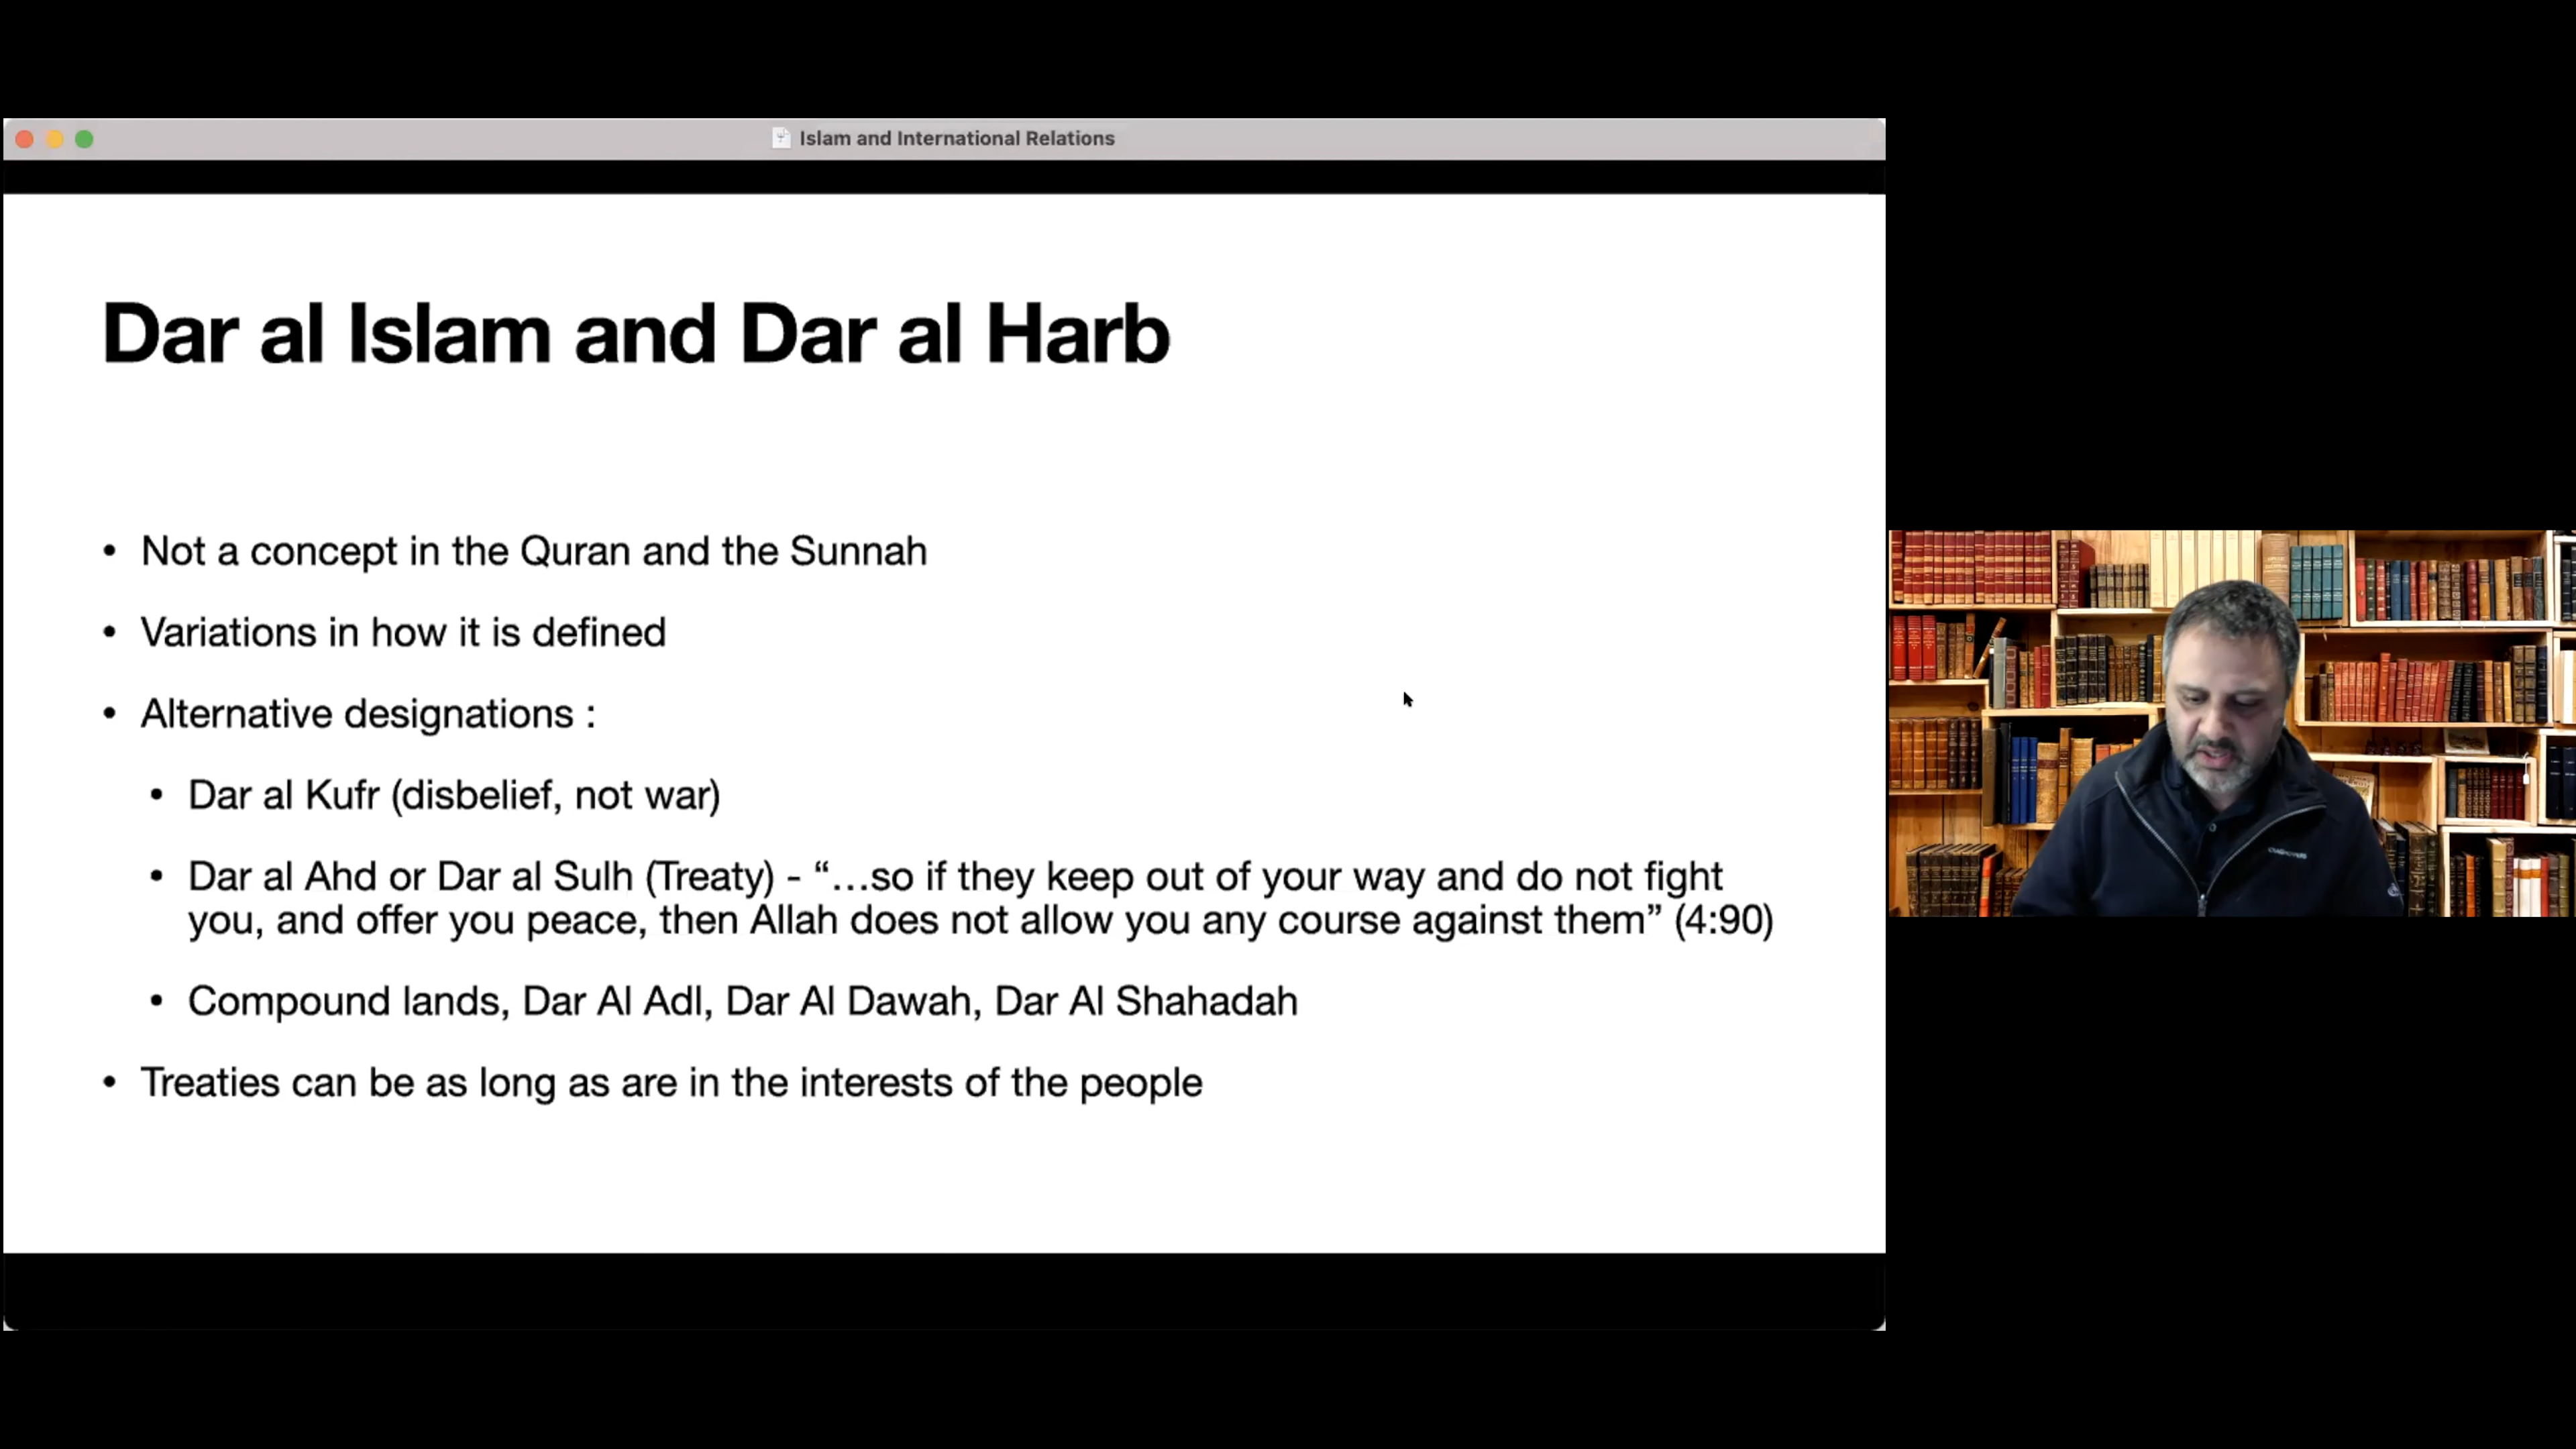 Islam and International Relations
Dar al Islam and Dar al Harb
• Not a concept in the Quran and the Sunnah
• Variations in how it is defined
• Alternative designations :
• Dar al Kufr (disbelief, not war)
• Dar al Ahd or Dar al Sulh (Treaty) - “…so if they keep out of your way and do not fight
you, and offer you peace, then Allah does not allow you any course against them” (4:90)
• Compound lands, Dar Al Adl, Dar Al Dawah, Dar Al Shahadah
• Treaties can be as long as are in the interests of the people